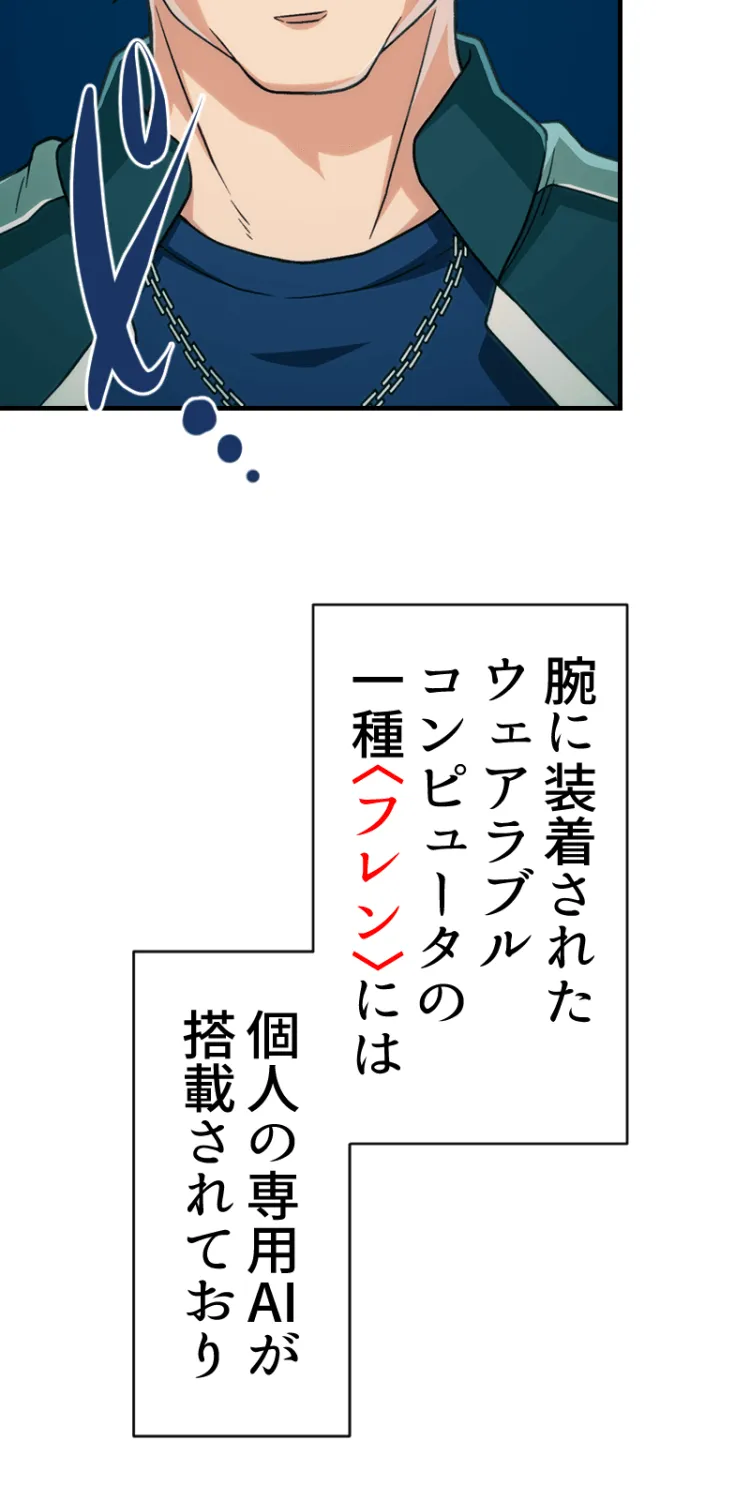 ピッ…
腕に装着された
ウェアラブル
コンピュータの
一種〈フレン〉には
個人の専用AIが
搭載されており